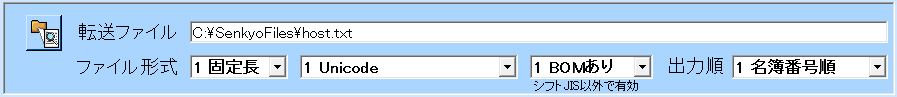 転送ファイル C:¥SenkyoFiles¥host.txt
ファイル形式 1 固定長 1 Unicode 1 BOMあり 出力順 1 名簿番号順
シフトJIS以外で有効